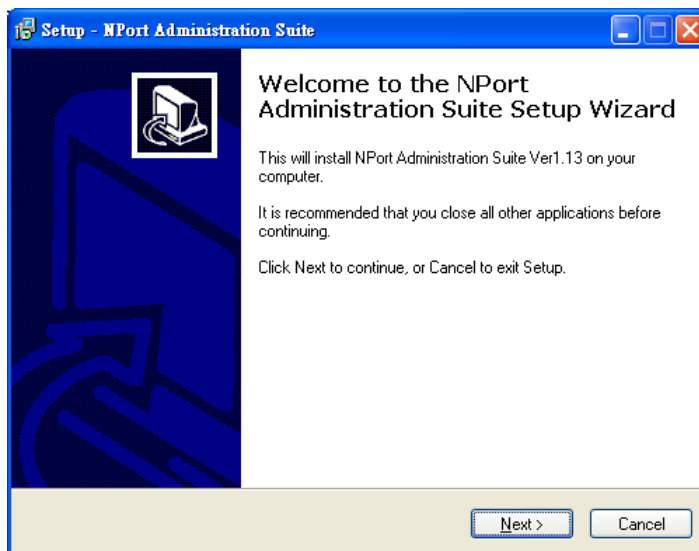 Setup - NPort Administration Suite
Welcome to the NPort
Administration Suite Setup Wizard
This will install NPort Administration Suite Ver1.13 on your
computer.
It is recommended that you close all other applications before
continuing.
Click Next to continue, or Cancel to exit Setup.
Next >
Cancel